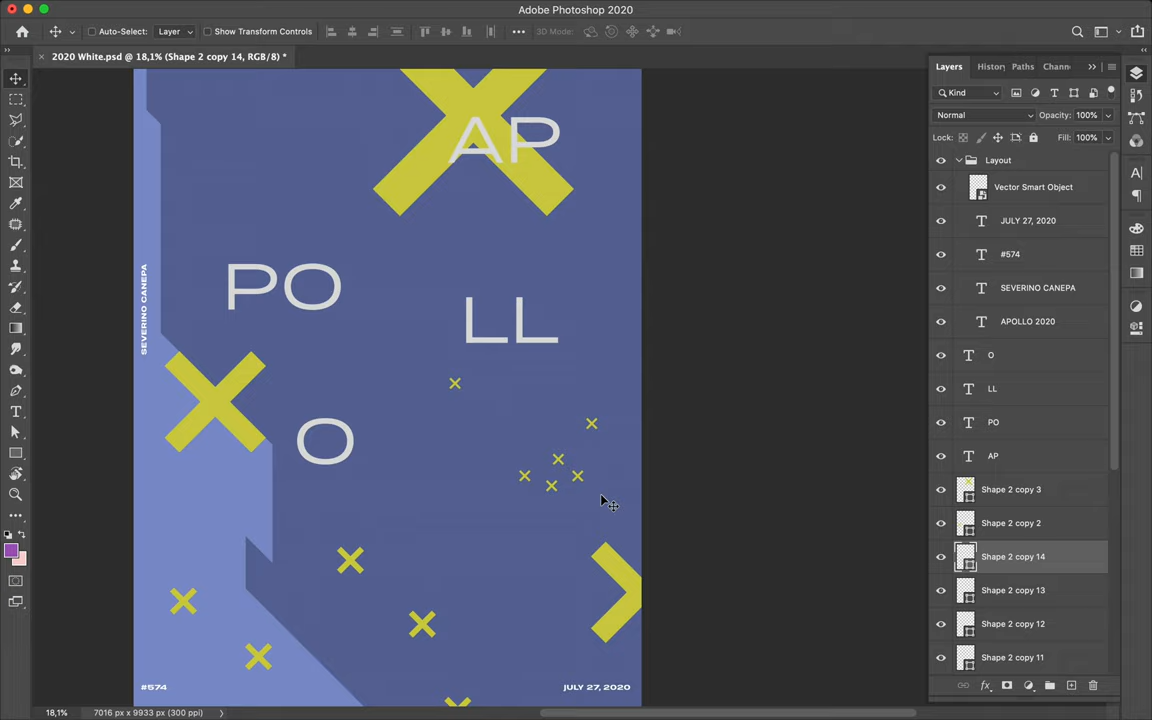 Adobe Photoshop 2020
Auto-Select:
Layer
Show Transform Controls
3D Mode:
2020 White.psd @ 18,1% (Shape 2 copy 14, RGB/8) *
AP
PO
LL
O
SEVERINO CANEPA
#574
JULY 27, 2020
Layers
History
Paths
Chann
Kind
Normal
Opacity:
100%
Lock:
Fill:
100%
Layout
Vector Smart Object
JULY 27, 2020
#574
SEVERINO CANEPA
APOLLO 2020
O
LL
PO
AP
Shape 2 copy 3
Shape 2 copy 2
Shape 2 copy 14
Shape 2 copy 13
Shape 2 copy 12
Shape 2 copy 11
18,1%
7016 px x 9933 px (300 ppi)